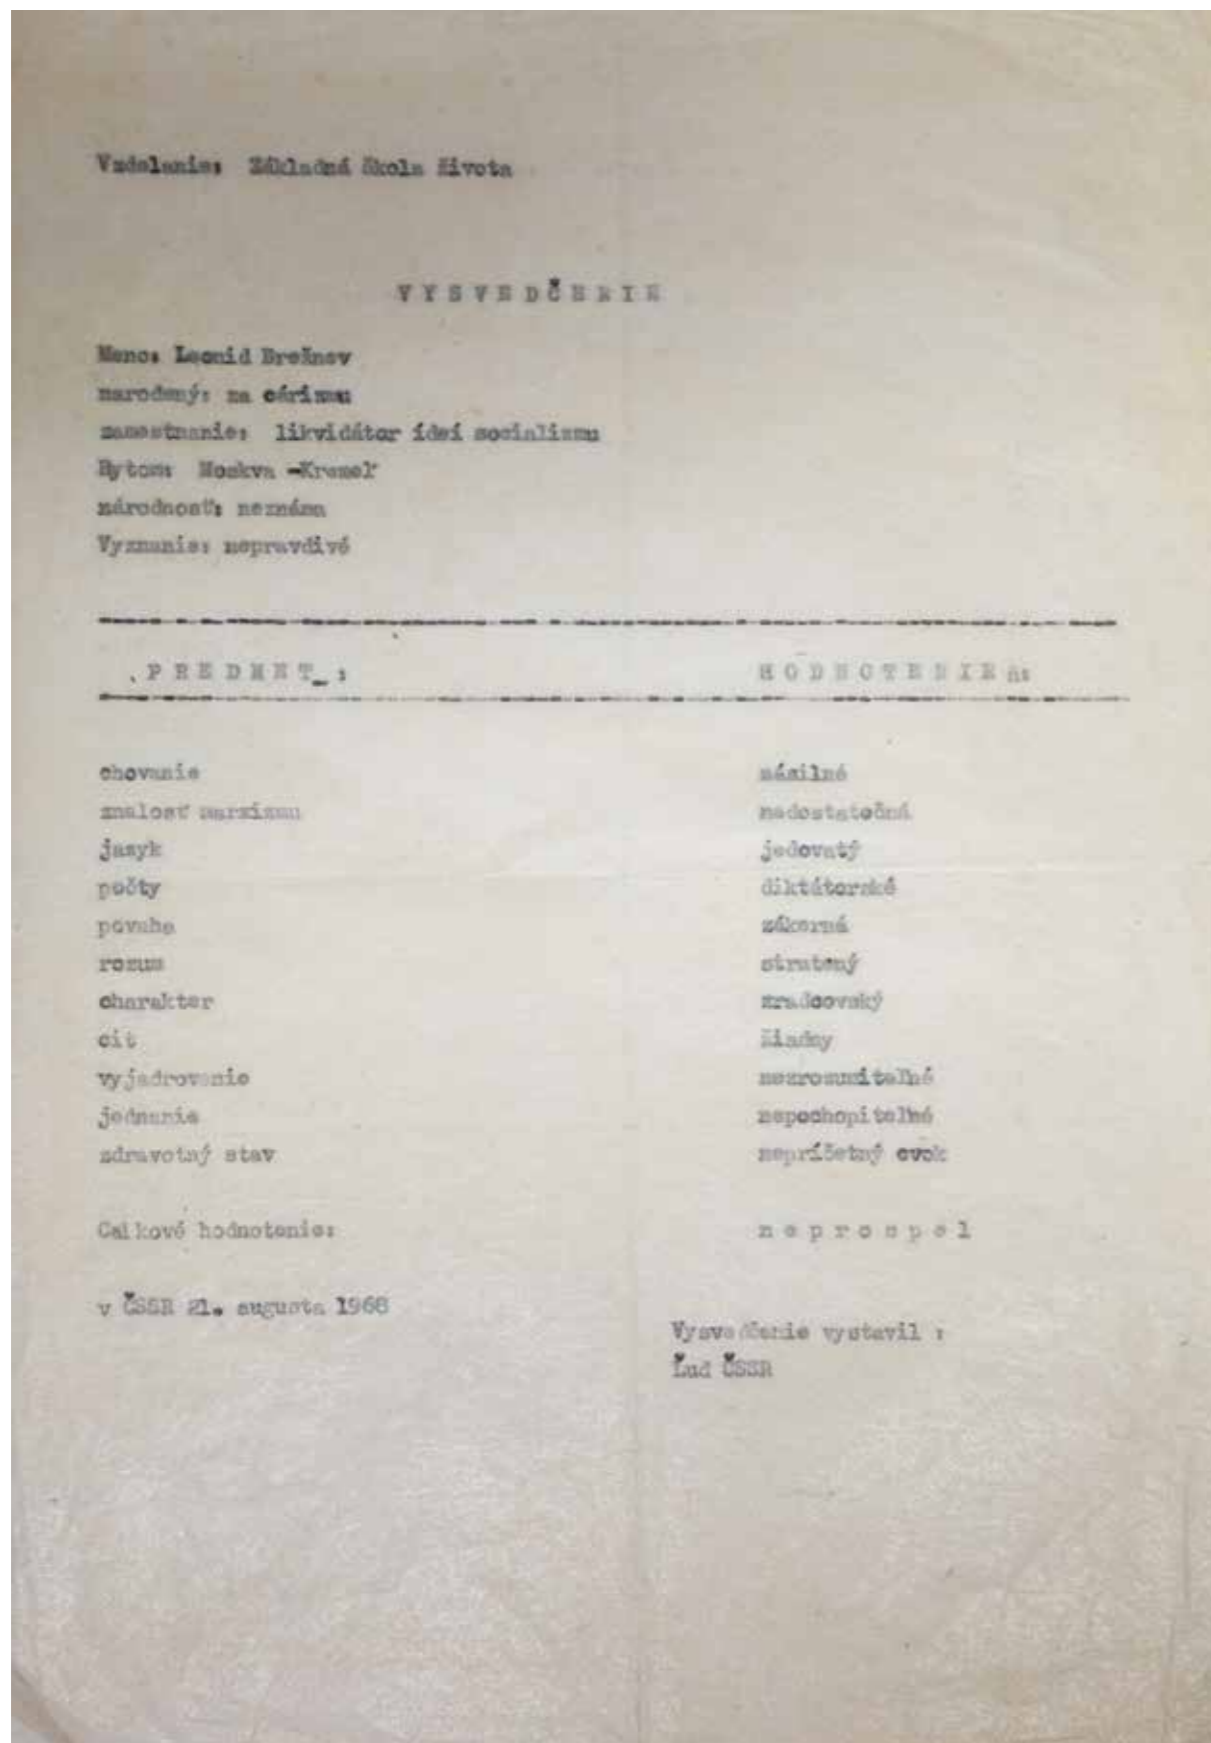 Vzdelanie: Základná škola života
VYSVEDČENIE
Meno: Leonid Brežnev
narodený: za cárizmu
zamestnanie: likvidátor ideí socializmu
Bytom: Moskva -Kremeľ
národnosť: neznáma
Vyznanie: nepravdivé
PREDMET_: HODNOTENIE
chovanie násilné
znalosť marxizmu nedostatočná
jazyk jedovatý
počty diktátorské
povaha zákerná
rozum stratený
charakter zradcovský
cit žiadny
vyjadrovanie nezrozumiteľné
jednanie nepochopiteľné
zdravotný stav nepríčetný cvok
Celkové hodnotenie: neprospel
v ČSSR 21. augusta 1968
Vysvedčenie vystavil :
Ľud ČSSR